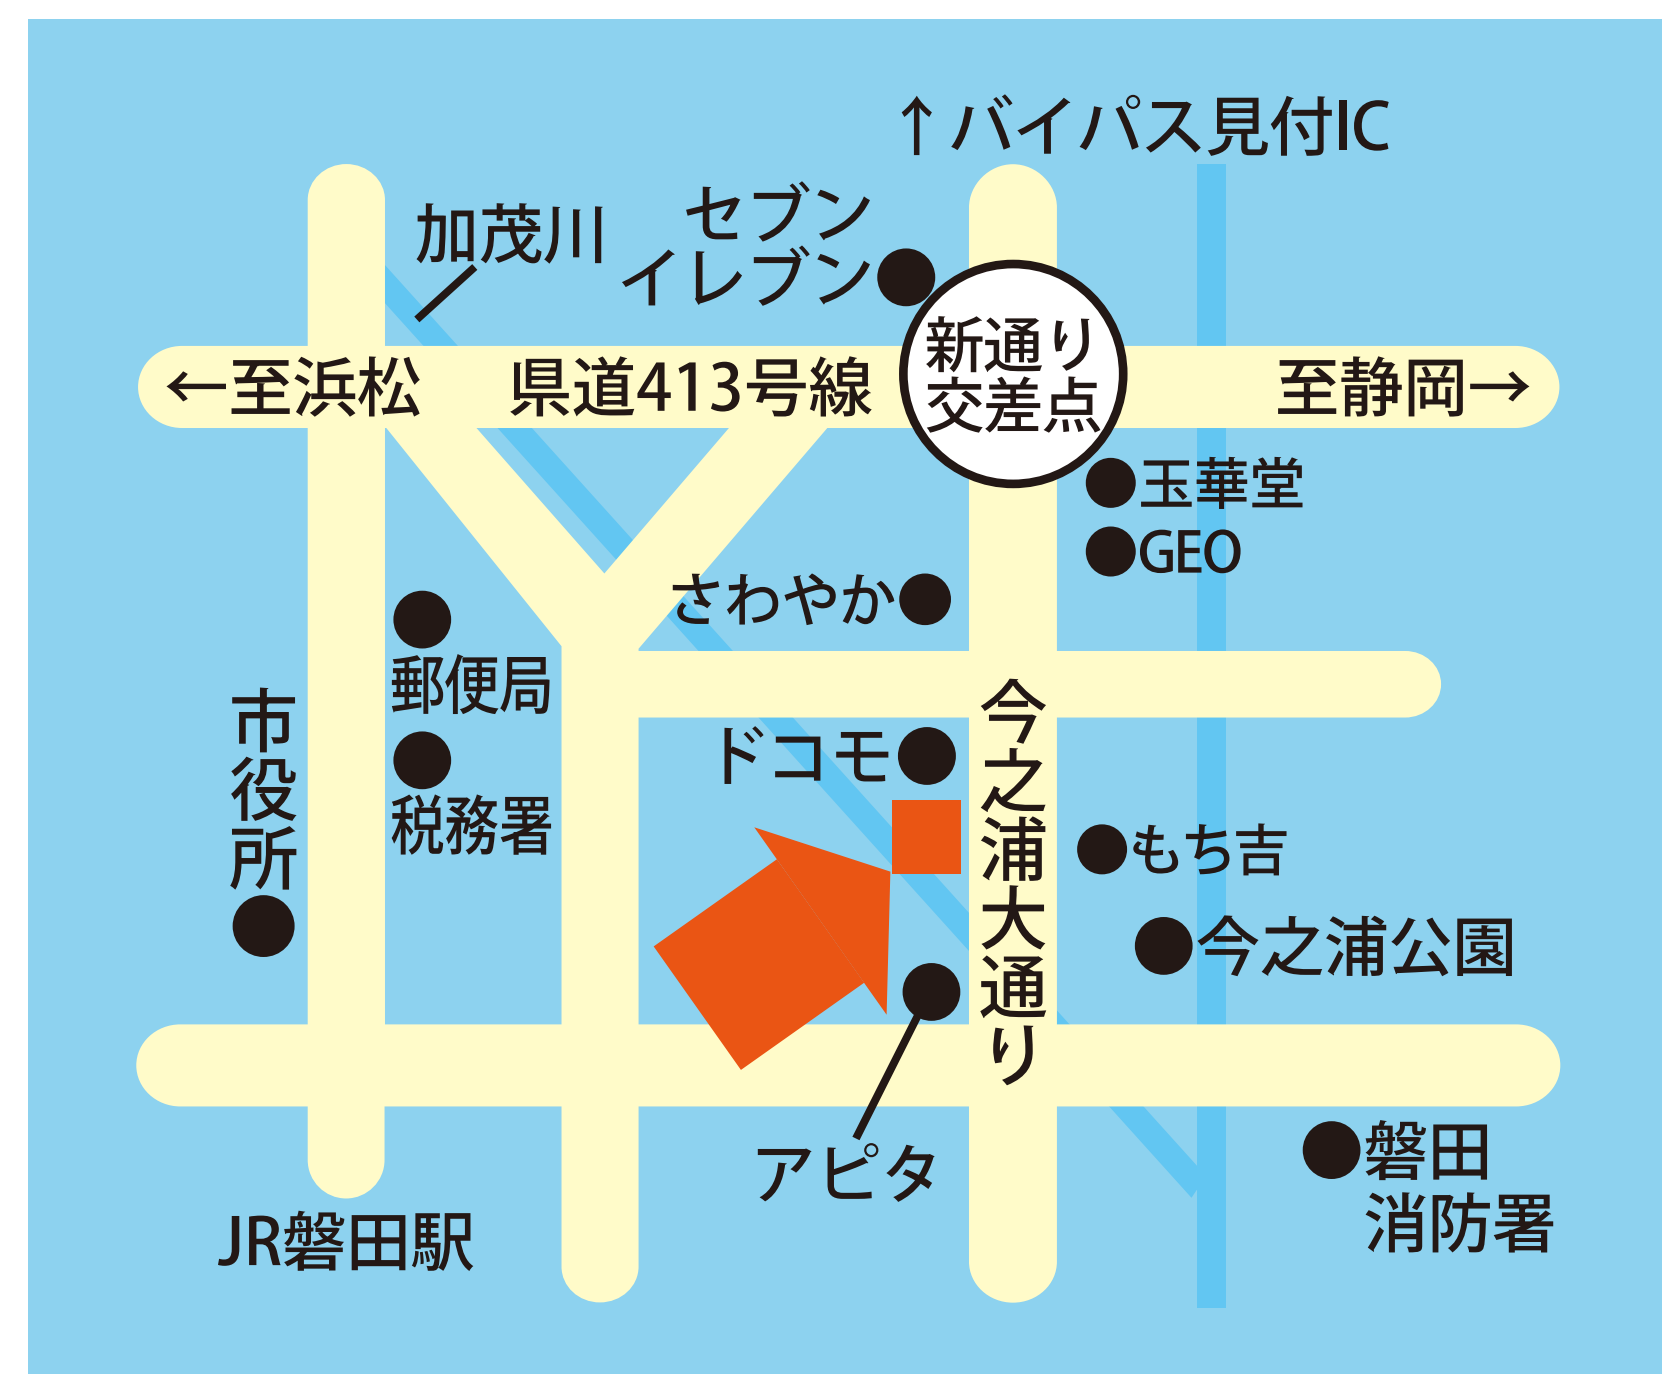 ↑バイパス見付IC
加茂川
セブン
イレブン
新通り
交差点
←至浜松
県道413号線
至静岡→
玉華堂
GEO
さわやか
郵便局
税務署
市役所
ドコモ
今之浦大通り
もち吉
今之浦公園
アピタ
磐田
消防署
JR磐田駅